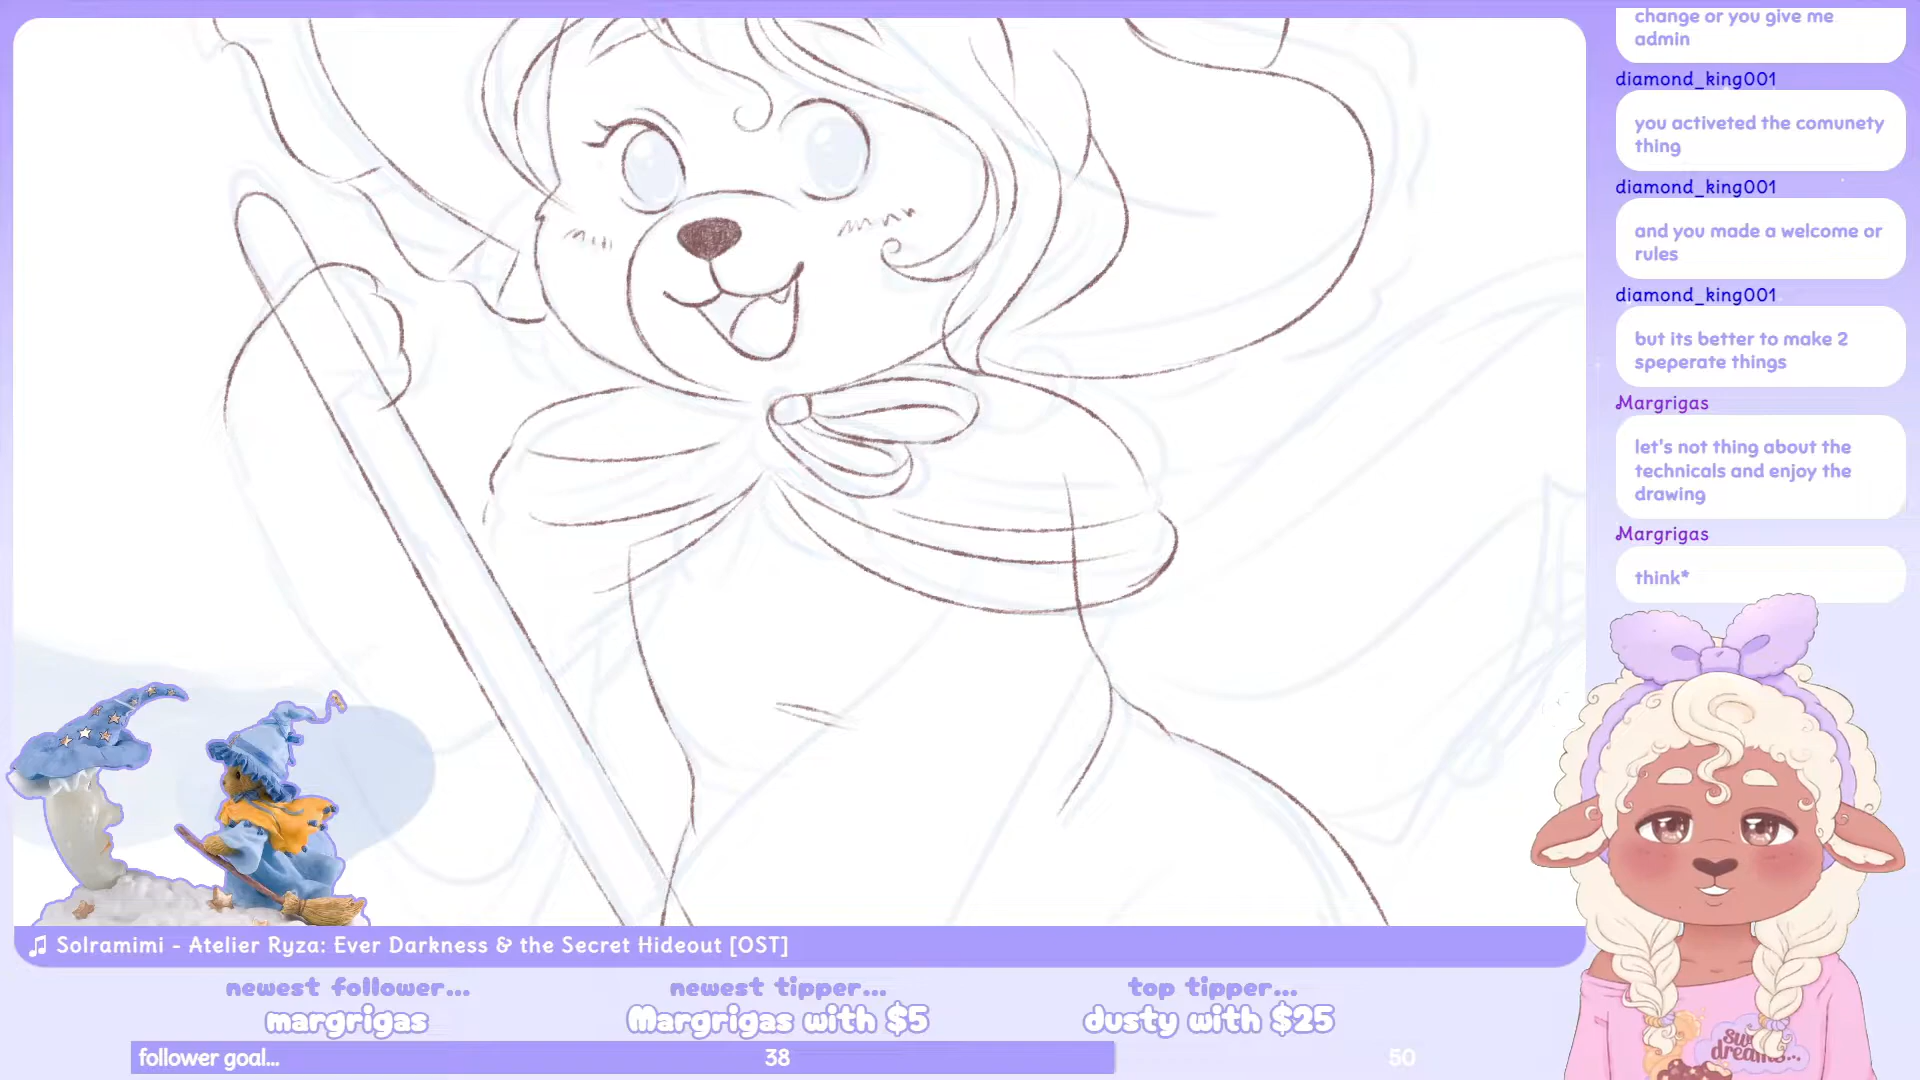 change or you give me
admin
diamond_king001
you activeted the comunety
thing
diamond_king001
and you made a welcome or
rules
diamond_king001
but its better to make 2
speperate things
Margrigas
let's not thing about the
technicals and enjoy the
drawing
Margrigas
think*
♫ Solramimi - Atelier Ryza: Ever Darkness & the Secret Hideout [OST]
newest follower...
margrigas
newest tipper...
Margrigas with $5
top tipper...
dusty with $25
follower goal... 38 50
dreams...